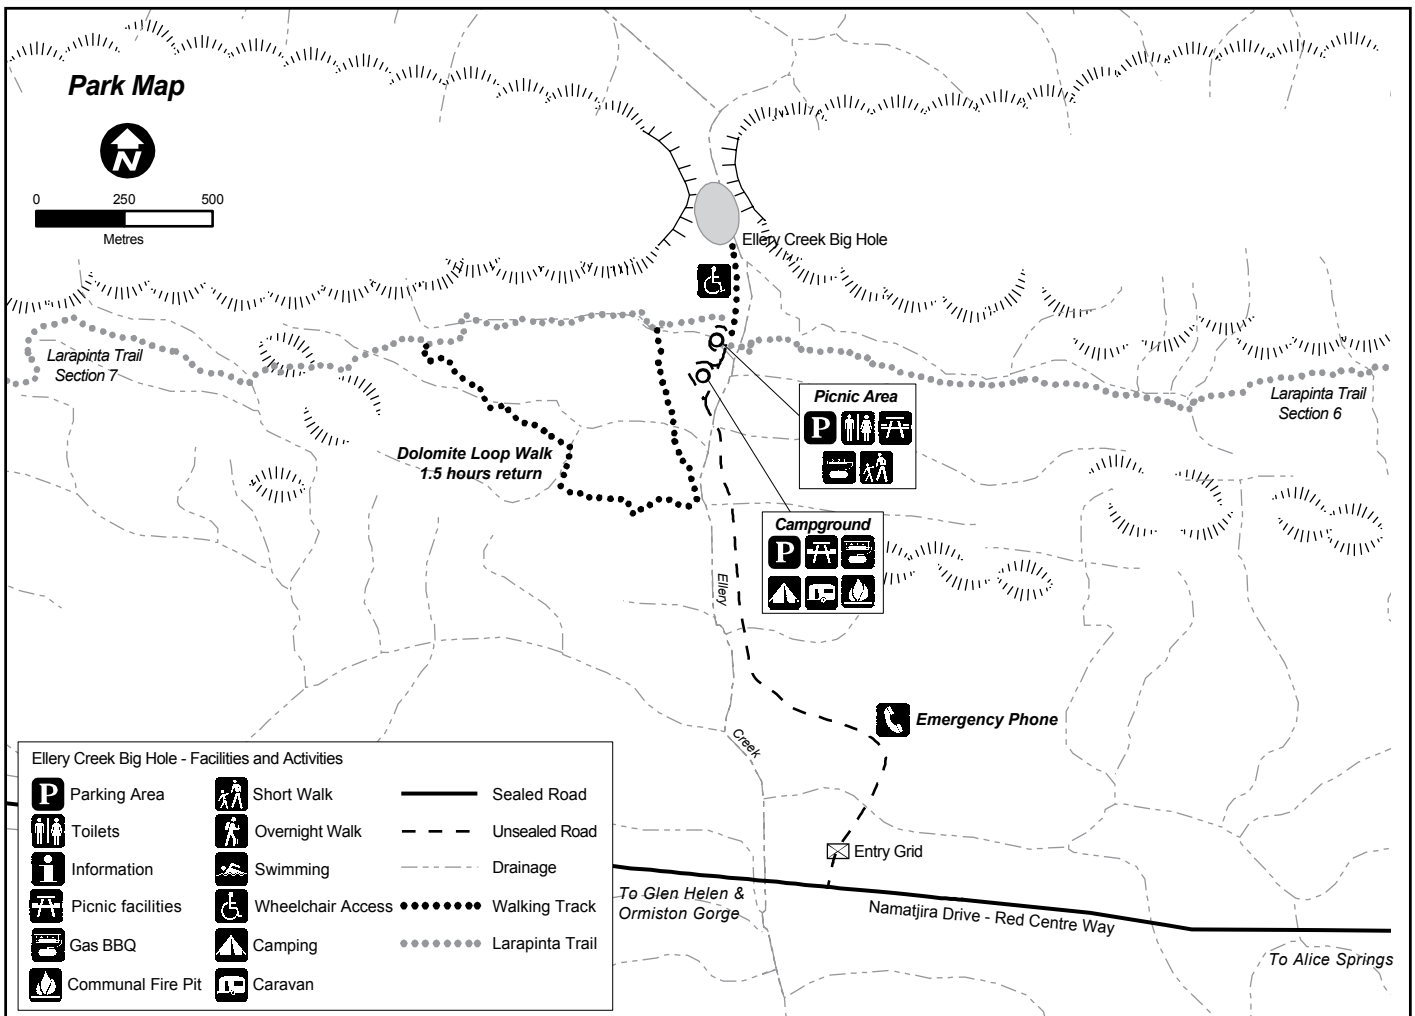 Park Map
N
0 250 500
Metres
Ellery Creek Big Hole
Larapinta Trail
Section 7
Larapinta Trail
Section 6
Picnic Area
P
Dolomite Loop Walk
1.5 hours return
Campground
P
Ellery
Creek
Emergency Phone
Entry Grid
To Glen Helen &
Ormiston Gorge
Namatjira Drive - Red Centre Way
To Alice Springs
Ellery Creek Big Hole - Facilities and Activities
P Parking Area
Toilets
i Information
Picnic facilities
Gas BBQ
Communal Fire Pit
Short Walk
Overnight Walk
Swimming
Wheelchair Access
Camping
Caravan
Sealed Road
Unsealed Road
Drainage
Walking Track
Larapinta Trail